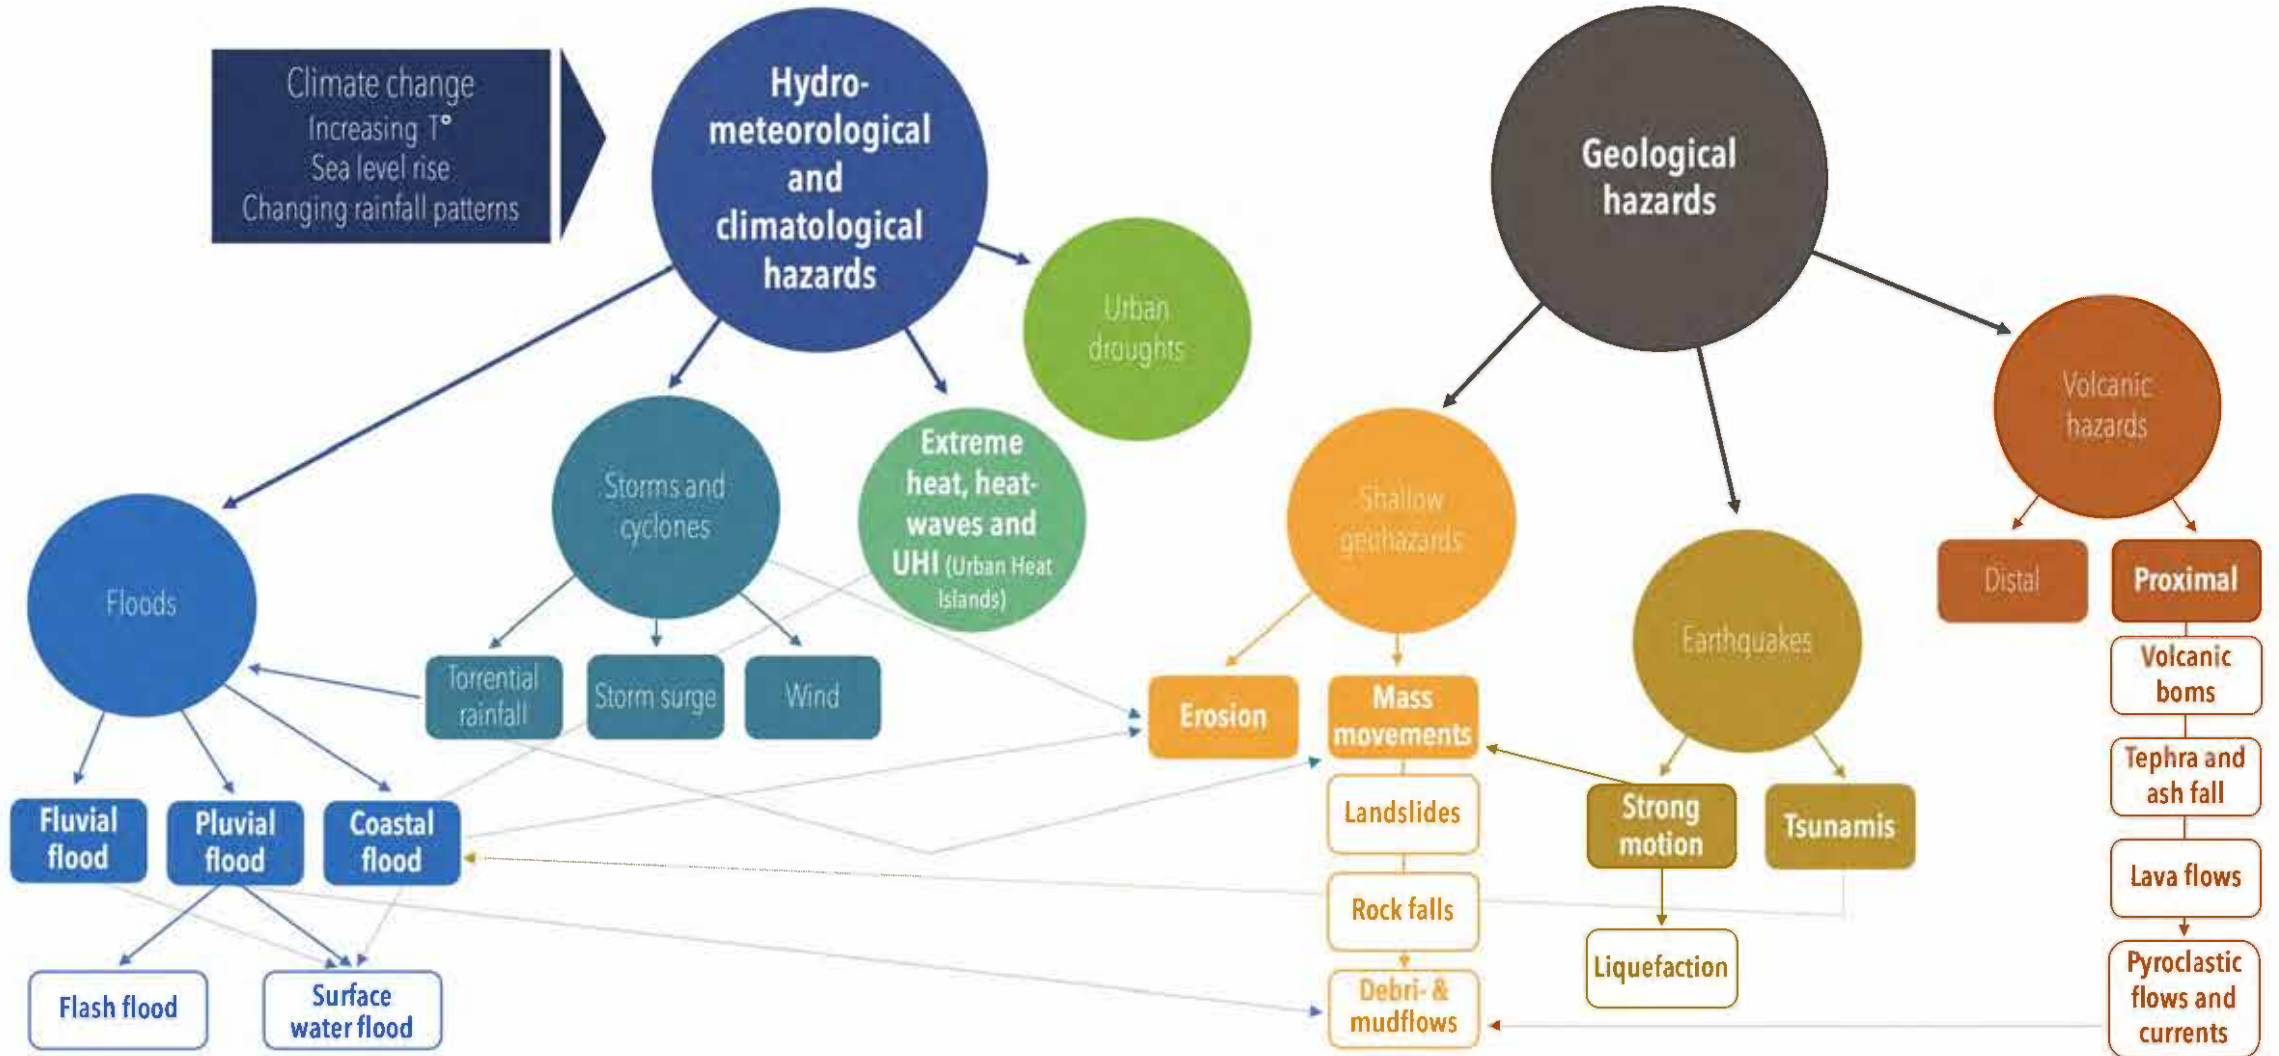 Climate change
Increasing T°
Sea level rise
Changing rainfall patterns
Hydro-
meteorological
and
climatological
hazards
Geological
hazards
Urban
droughts
Volcanic
hazards
Storms and
cyclones
Extreme
heat, heat-
waves and
UHI (Urban Heat
Islands)
Shallow
geohazards
Floods
Earthquakes
Distal
Proximal
Torrential
rainfall
Storm surge
Wind
Erosion
Mass
movements
Volcanic
boms
Tephra and
ash fall
Fluvial
flood
Pluvial
flood
Coastal
flood
Landslides
Strong
motion
Tsunamis
Lava flows
Rock falls
Flash flood
Surface
water flood
Debri- &
mudflows
Liquefaction
Pyroclastic
flows and
currents